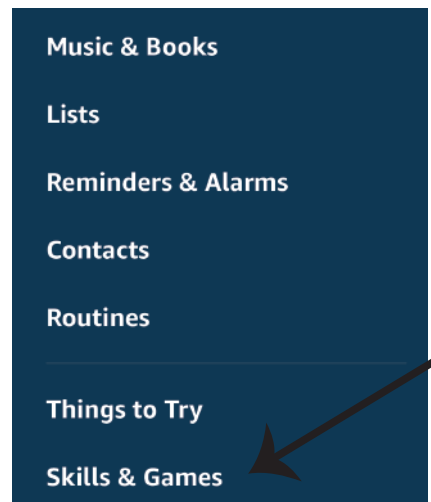 Music & Books
Lists
Reminders & Alarms
Contacts
Routines
Things to Try
Skills & Games